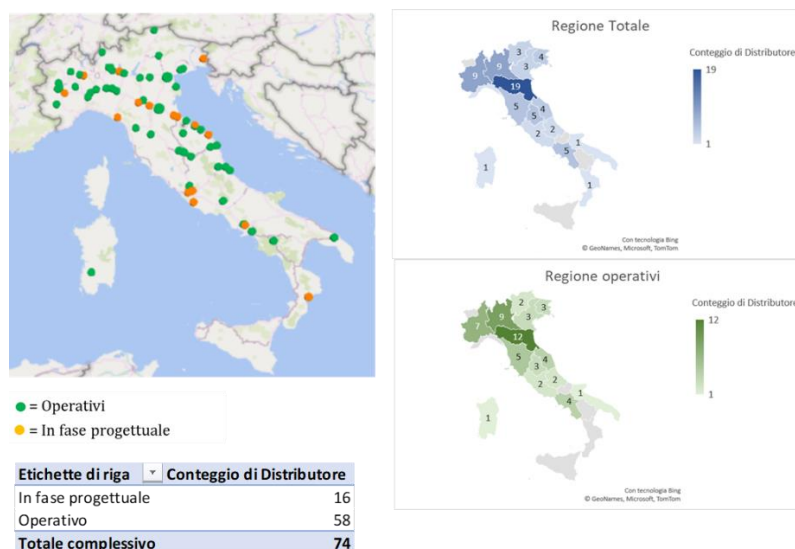 ● = Operativi
● = In fase progettuale
Etichette di riga Conteggio di Distributore
In fase progettuale 16
Operativo 58
Totale complessivo 74
Regione Totale
Conteggio di Distributore
19
1
3
4
9
9
3
19
5
4
5
2
2
1
5
1
1
Con tecnologia Bing
© GeoNames, Microsoft, TomTom
Regione operativi
Conteggio di Distributore
12
1
2
3
9
7
3
12
5
4
3
2
2
1
4
1
Con tecnologia Bing
© GeoNames, Microsoft, TomTom